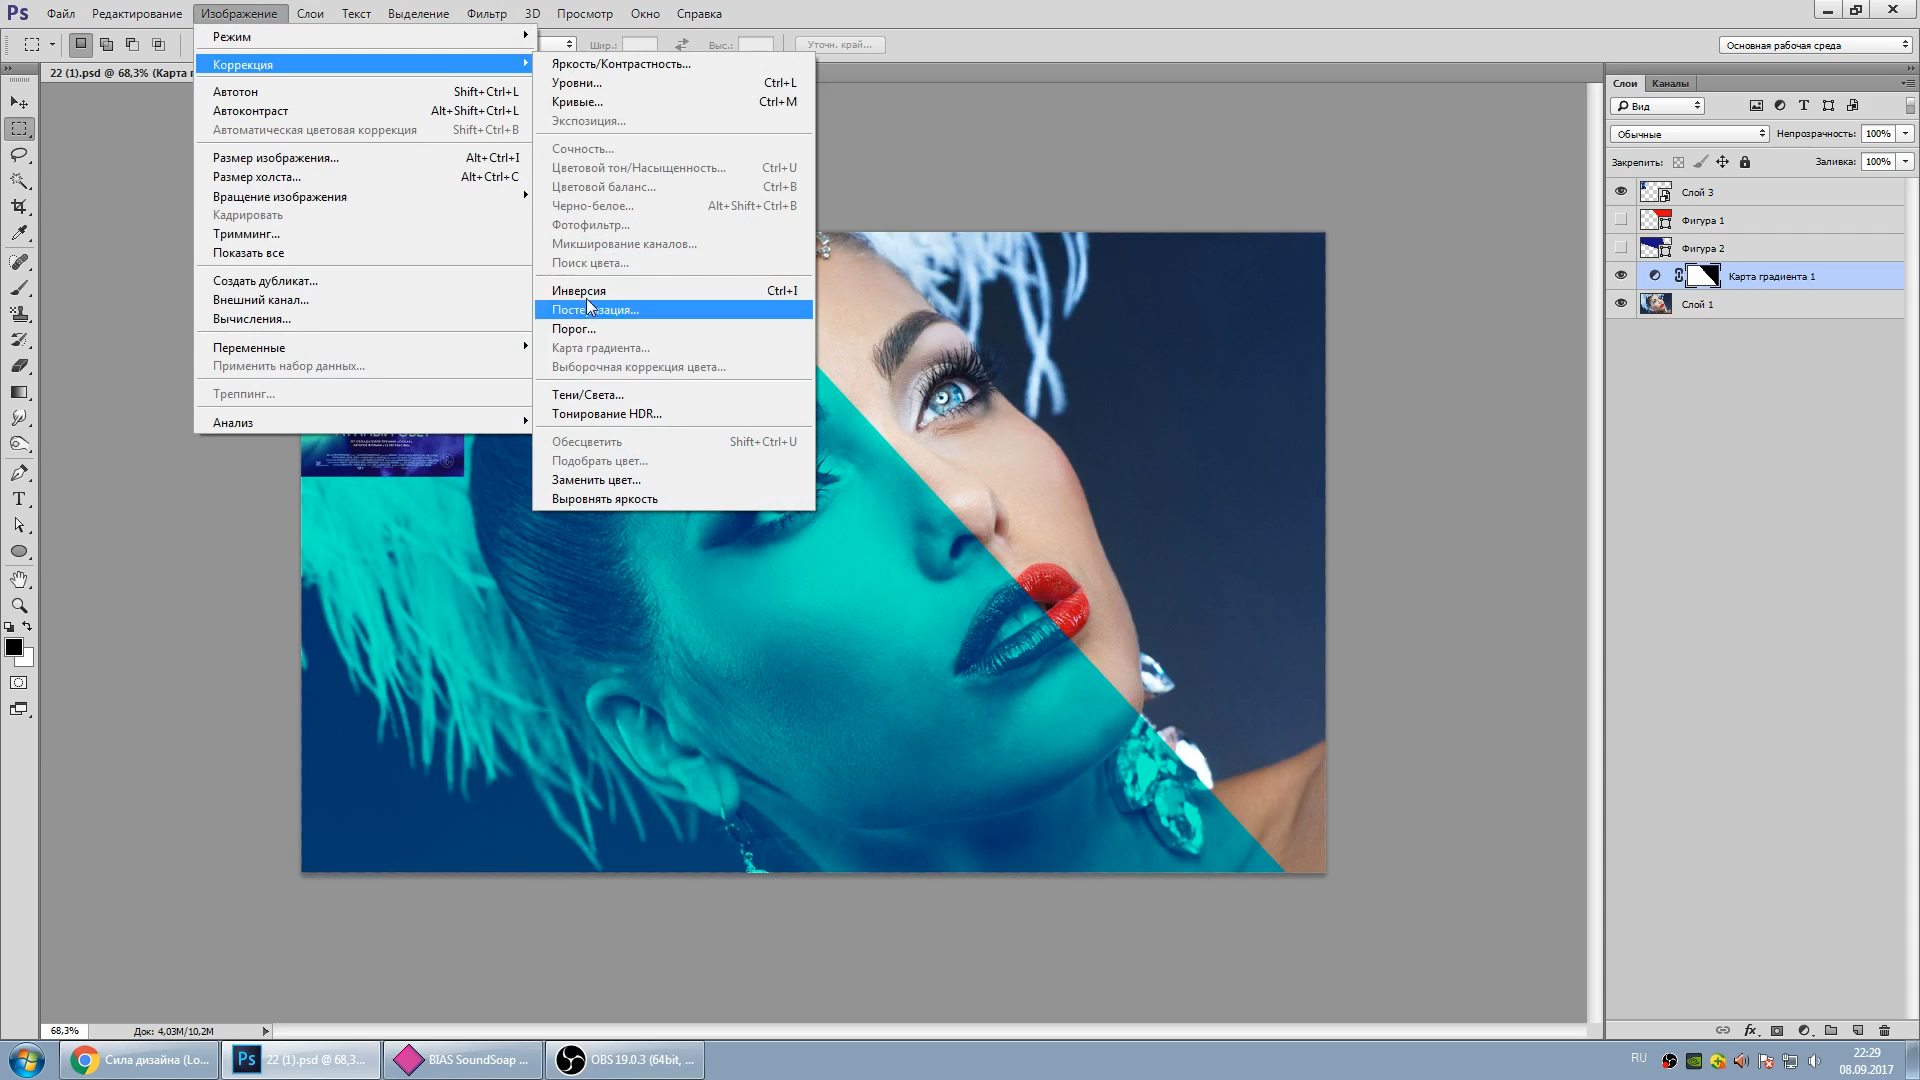 Ps Файл Редактирование Изображение Слои Текст Выделение Фильтр 3D Просмотр Окно Справка
Шир.: Выс.: Уточн. край... Основная рабочая среда
22 (1).psd @ 68,3% (Карта г
Режим
Коррекция
Автотон Shift+Ctrl+L
Автоконтраст Alt+Shift+Ctrl+L
Автоматическая цветовая коррекция Shift+Ctrl+B
Размер изображения... Alt+Ctrl+I
Размер холста... Alt+Ctrl+C
Вращение изображения
Кадрировать
Тримминг...
Показать все
Создать дубликат...
Внешний канал...
Вычисления...
Переменные
Применить набор данных...
Треппинг...
Анализ
Яркость/Контрастность...
Уровни... Ctrl+L
Кривые... Ctrl+M
Экспозиция...
Сочность...
Цветовой тон/Насыщенность... Ctrl+U
Цветовой баланс... Ctrl+B
Черно-белое... Alt+Shift+Ctrl+B
Фотофильтр...
Микширование каналов...
Поиск цвета...
Инверсия Ctrl+I
Постеризация...
Порог...
Карта градиента...
Выборочная коррекция цвета...
Тени/Света...
Тонирование HDR...
Обесцветить Shift+Ctrl+U
Подобрать цвет...
Заменить цвет...
Выровнять яркость
Слои Каналы
Вид
Обычные Непрозрачность: 100%
Закрепить: Заливка: 100%
Слой 3
Фигура 1
Фигура 2
Карта градиента 1
Слой 1
68,3% Док: 4,03M/10,2M
Сила дизайна (Lo...
Ps 22 (1).psd @ 68,3...
BIAS SoundSoap ...
OBS 19.0.3 (64bit, ...
RU
22:29
08.09.2017